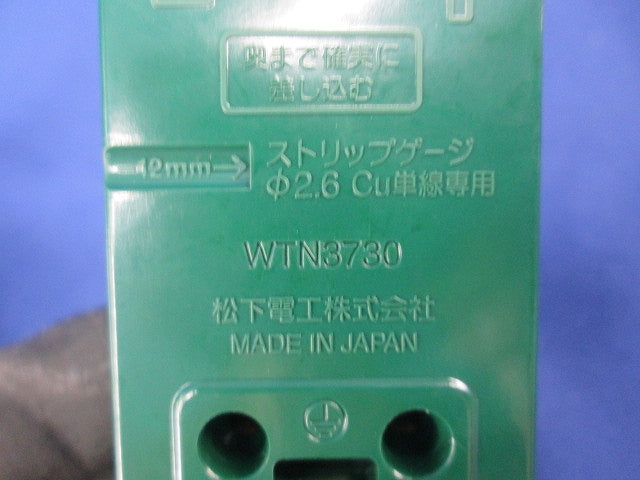 奥まで確実に
差し込む
12mm
ストリップゲージ
φ2.6 Cu単線専用
WTN3730
松下電工株式会社
MADE IN JAPAN